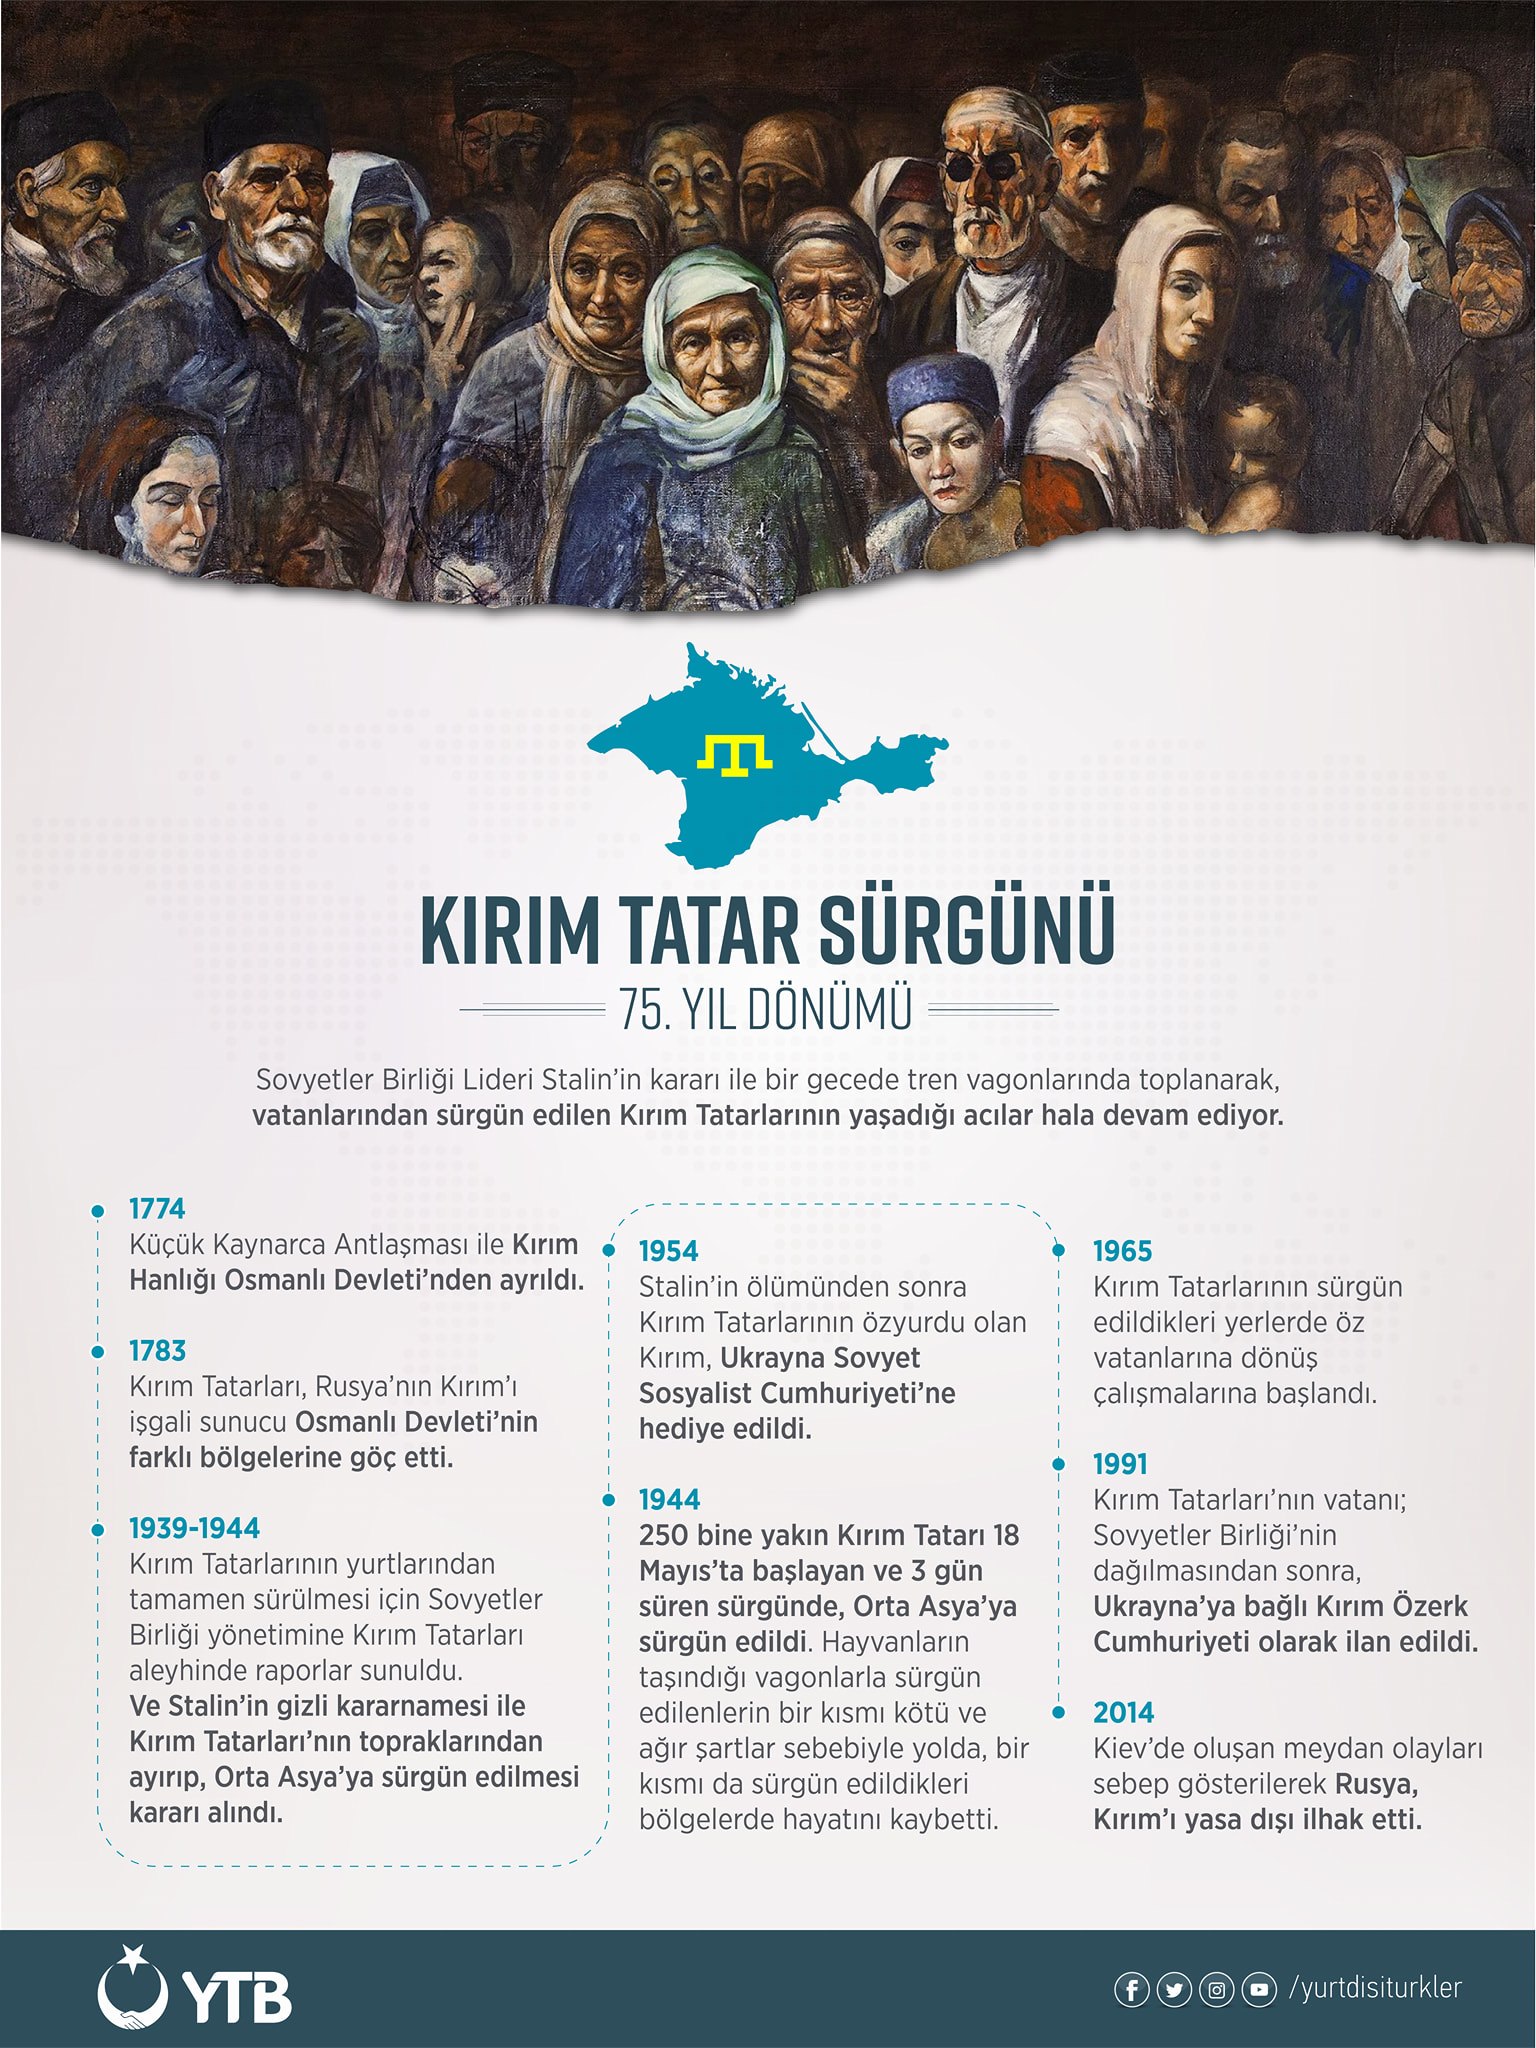 KIRIM TATAR SÜRGÜNÜ
75. YIL DÖNÜMÜ
Sovyetler Birliği Lideri Stalin'in kararı ile bir gecede tren vagonlarında toplanarak,
vatanlarından sürgün edilen Kırım Tatarlarının yaşadığı acılar hala devam ediyor.
1774
Küçük Kaynarca Antlaşması ile Kırım
Hanlığı Osmanlı Devleti'nden ayrıldı.
1783
Kırım Tatarları, Rusya'nın Kırım'ı
işgali sunucu Osmanlı Devleti'nin
farklı bölgelerine göç etti.
1939-1944
Kırım Tatarlarının yurtlarından
tamamen sürülmesi için Sovyetler
Birliği yönetimine Kırım Tatarları
aleyhinde raporlar sunuldu.
Ve Stalin'in gizli kararnamesi ile
Kırım Tatarları'nın topraklarından
ayırıp, Orta Asya'ya sürgün edilmesi
kararı alındı.
1954
Stalin'in ölümünden sonra
Kırım Tatarlarının özyurdu olan
Kırım, Ukrayna Sovyet
Sosyalist Cumhuriyeti'ne
hediye edildi.
1944
250 bine yakın Kırım Tatarı 18
Mayıs'ta başlayan ve 3 gün
süren sürgünde, Orta Asya'ya
sürgün edildi. Hayvanların
taşındığı vagonlarla sürgün
edilenlerin bir kısmı kötü ve
ağır şartlar sebebiyle yolda, bir
kısmı da sürgün edildikleri
bölgelerde hayatını kaybetti.
1965
Kırım Tatarlarının sürgün
edildikleri yerlerde öz
vatanlarına dönüş
çalışmalarına başlandı.
1991
Kırım Tatarları'nın vatanı;
Sovyetler Birliği'nin
dağılmasından sonra,
Ukrayna'ya bağlı Kırım Özerk
Cumhuriyeti olarak ilan edildi.
2014
Kiev'de oluşan meydan olayları
sebep gösterilerek Rusya,
Kırım'ı yasa dışı ilhak etti.
YTB
/yurtdisiturkler